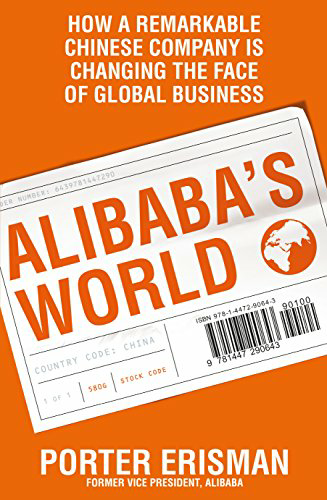 HOW A REMARKABLE
CHINESE COMPANY IS
CHANGING THE FACE
OF GLOBAL BUSINESS
DER NUMBER: 6439781447290
ALIBABA'S
WORLD
ISBN 978-1-4472-9064-3
90100
9 781447 290643
COUNTRY CODE: CHINA
1 OF 1
580G
STOCK CODE
PORTER ERISMAN
FORMER VICE PRESIDENT, ALIBABA